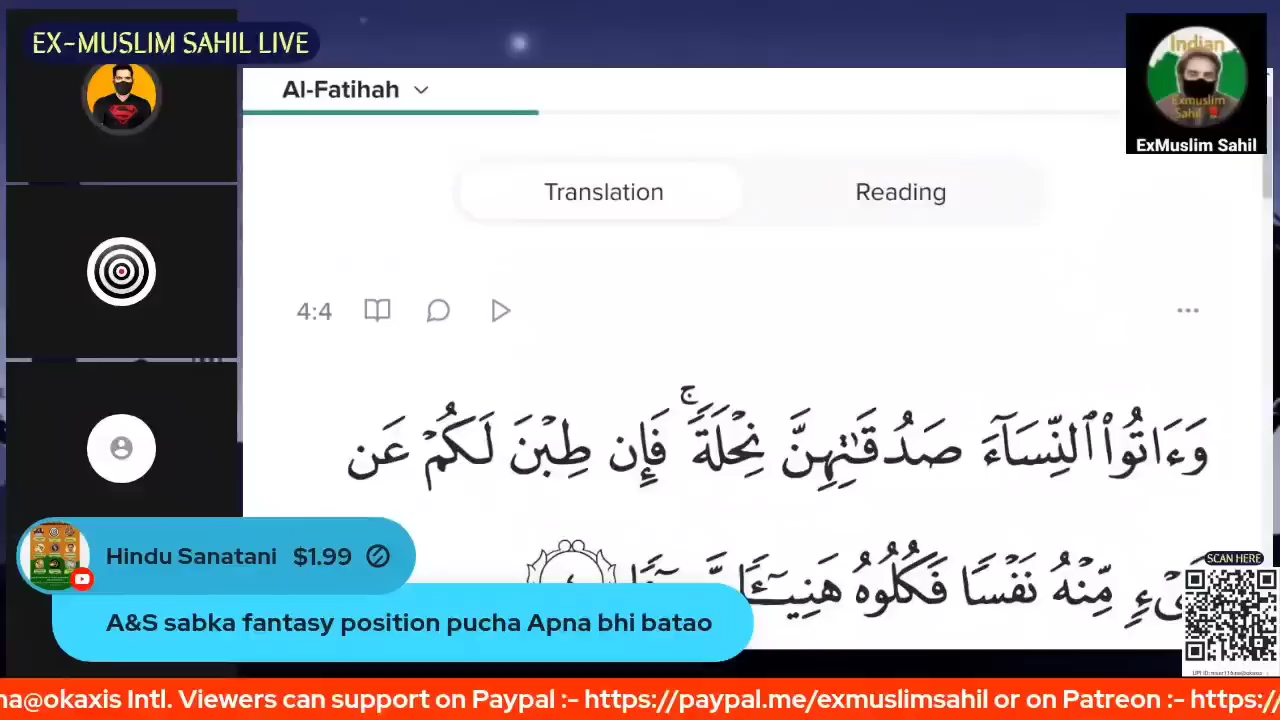 EX-MUSLIM SAHIL LIVE
Al-Fatihah
Indian
Exmuslim
Sahil
ExMuslim Sahil
Translation
Reading
4:4
وَءَاتُوا۟ ٱلنِّسَآءَ صَدُقَـٰتِهِنَّ نِحْلَةً ۚ فَإِن طِبْنَ لَكُمْ عَن
مِّنْهُ نَفْسًا فَكُلُوهُ هَنِيٓـًٔا
Hindu Sanatani $1.99
A&S sabka fantasy position pucha Apna bhi batao
SCAN HERE
na@okaxis Intl. Viewers can support on Paypal :- https://paypal.me/exmuslimsahil or on Patreon :- https:/